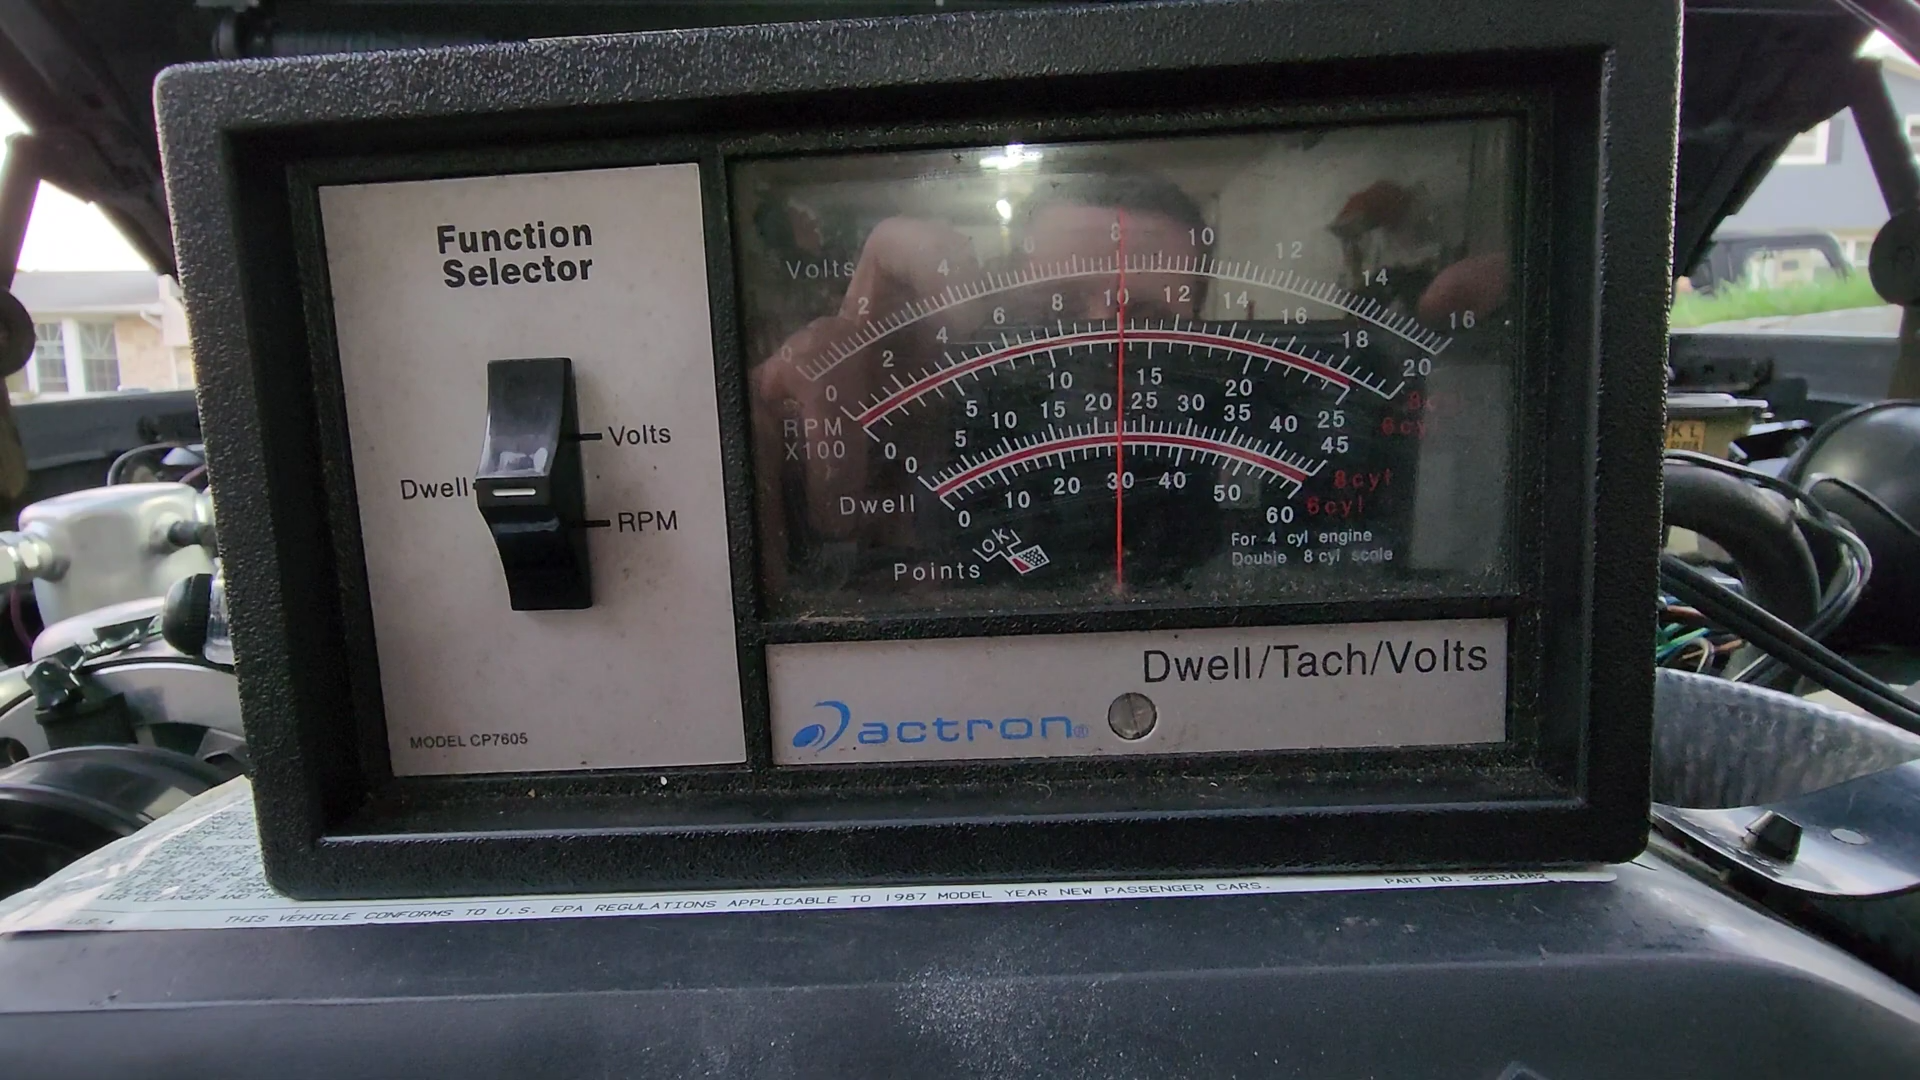 Function
Selector
Volts
Dwell
RPM
MODEL CP7605
Volts
0 2 4 6 8 10 12 14 16
0 2 4 6 8 10 12 14 16 18 20
8cyl
RPM
X100
0 5 10 15 20 25
6cyl
0 5 10 15 20 25 30 35 40 45
8cyl
Dwell
0 10 20 30 40 50 60
6cyl
Points
ok
For 4 cyl engine
Double 8 cyl scale
Dwell/Tach/Volts
actron®
U.S.A
THIS VEHICLE CONFORMS TO U.S. EPA REGULATIONS APPLICABLE TO 1987 MODEL YEAR NEW PASSENGER CARS.
PART NO.